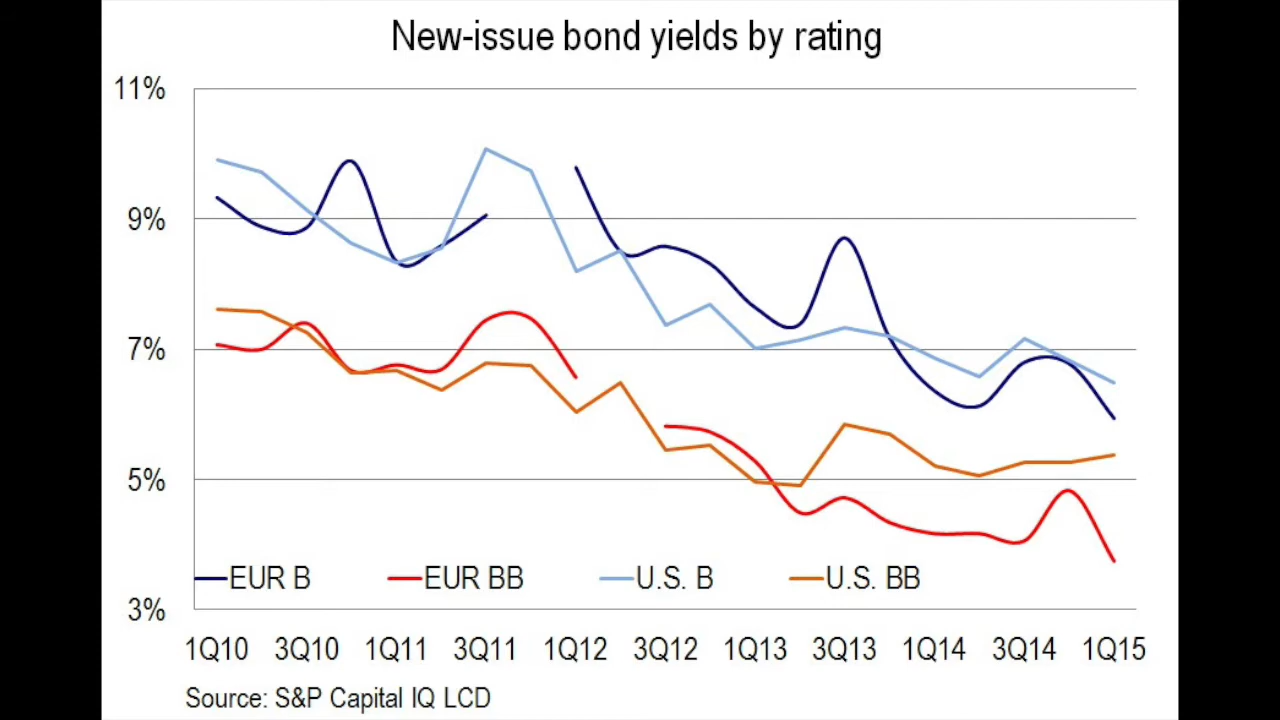 New-issue bond yields by rating
11%
9%
7%
5%
3%
EUR B EUR BB U.S. B U.S. BB
1Q10 3Q10 1Q11 3Q11 1Q12 3Q12 1Q13 3Q13 1Q14 3Q14 1Q15
Source: S&P Capital IQ LCD